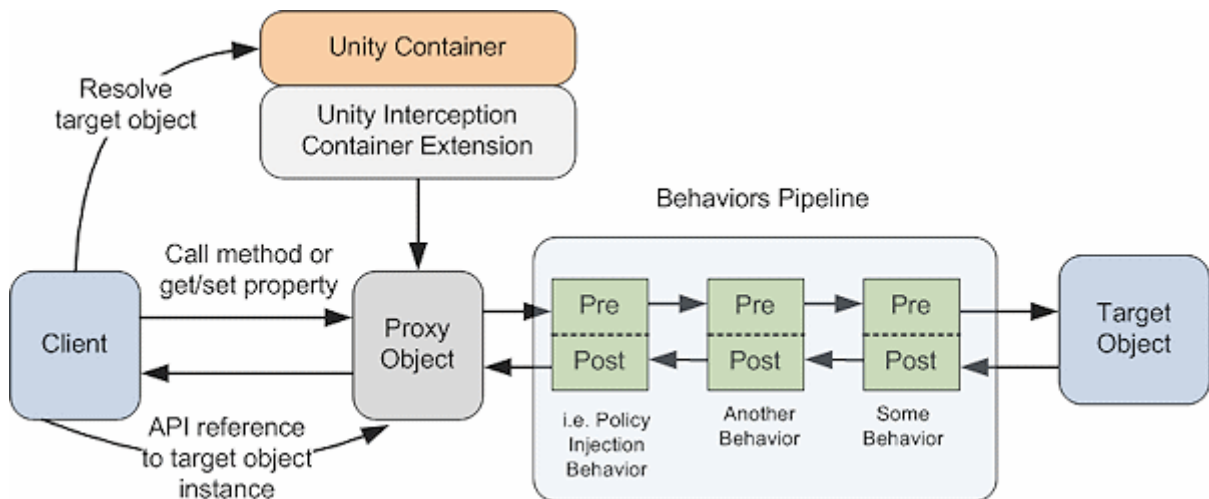 Unity Container
Resolve
target object
Unity Interception
Container Extension
Behaviors Pipeline
Call method or
get/set property
Client
Proxy
Object
Pre
Post
Pre
Post
Pre
Post
Target
Object
i.e. Policy
Injection
Behavior
Another
Behavior
Some
Behavior
API reference
to target object
instance